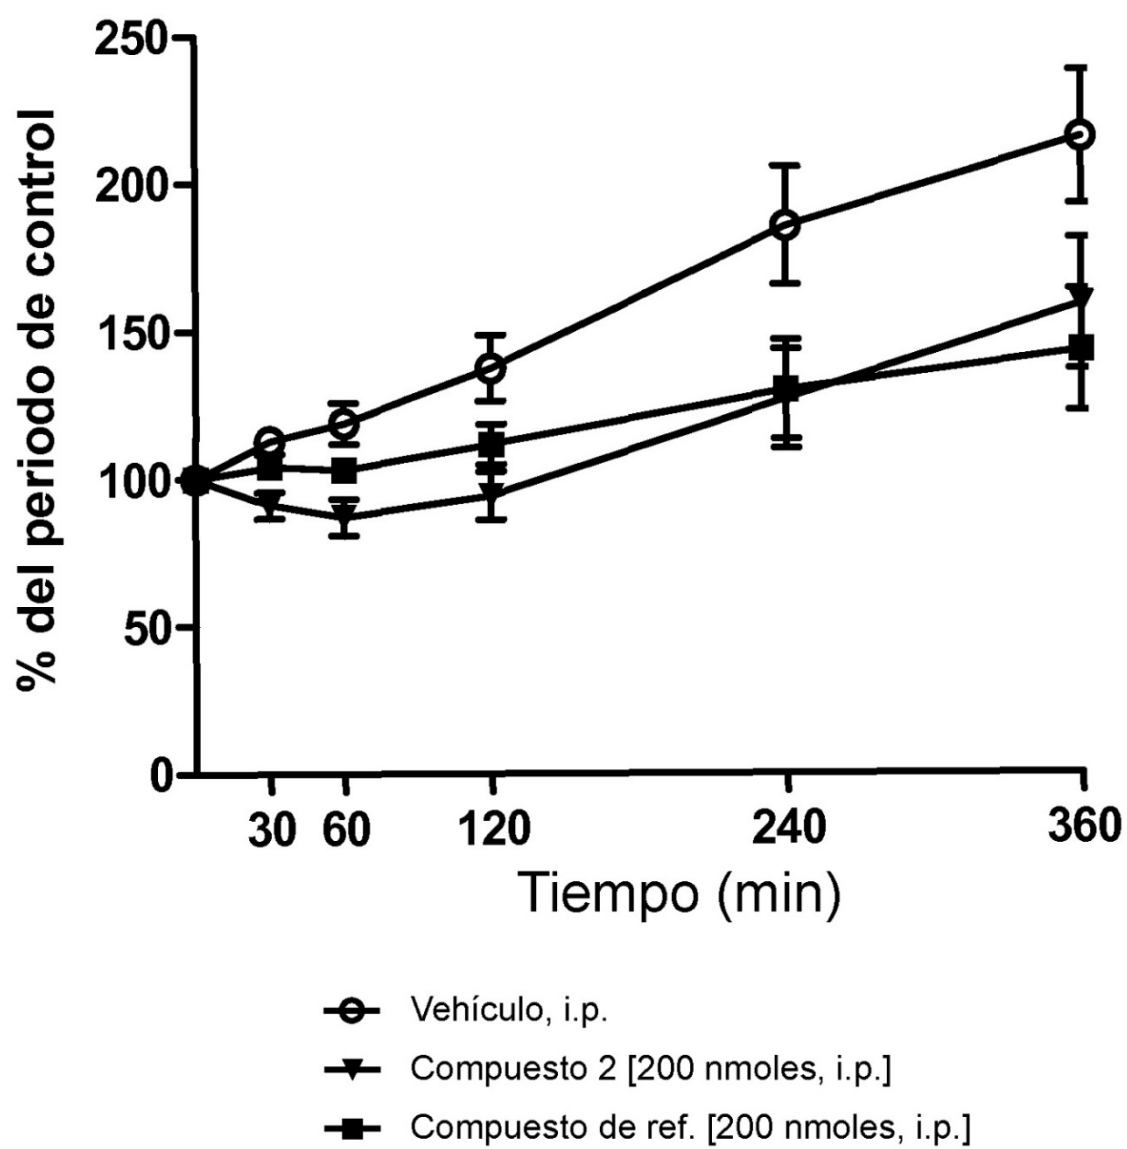 % del periodo de control
250
200
150
100
50
0
30 60 120 240 360
Tiempo (min)
Vehículo, i.p.
Compuesto 2 [200 nmoles, i.p.]
Compuesto de ref. [200 nmoles, i.p.]